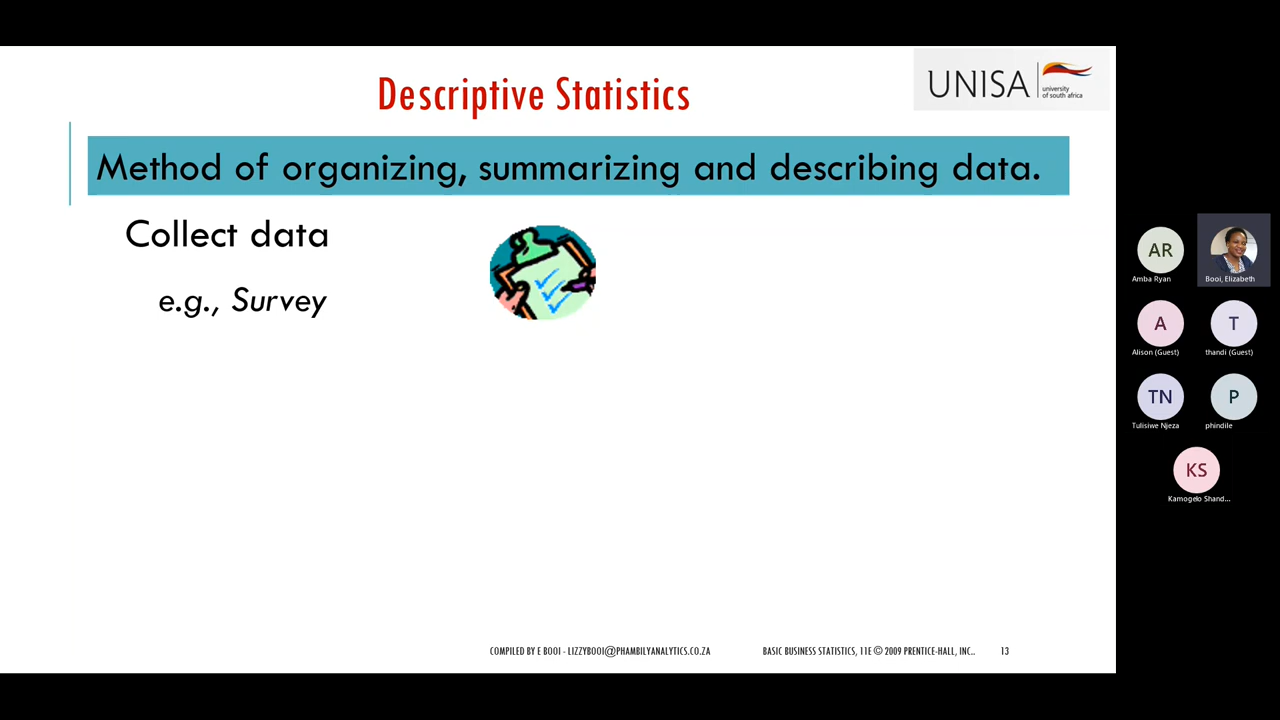 Descriptive Statistics
UNISA
university
of south africa
Method of organizing, summarizing and describing data.
Collect data
e.g., Survey
AR
Amba Ryan
Booi, Elizabeth
A
Alison (Guest)
T
thandi (Guest)
TN
Tulisiwe Njeza
P
phindile
KS
Kamogelo Shand...
COMPILED BY E BOOI - LIZZYBOOI@PHAMBILYANALYTICS.CO.ZA
BASIC BUSINESS STATISTICS, 11E © 2009 PRENTICE-HALL, INC..
13